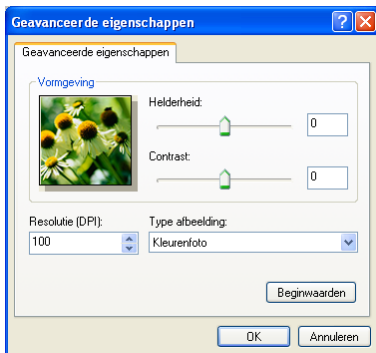 Geavanceerde eigenschappen
Geavanceerde eigenschappen
Vormgeving
Helderheid:
0
Contrast:
0
Resolutie (DPI):
Type afbeelding:
100
Kleurenfoto
Beginwaarden
OK
Annuleren